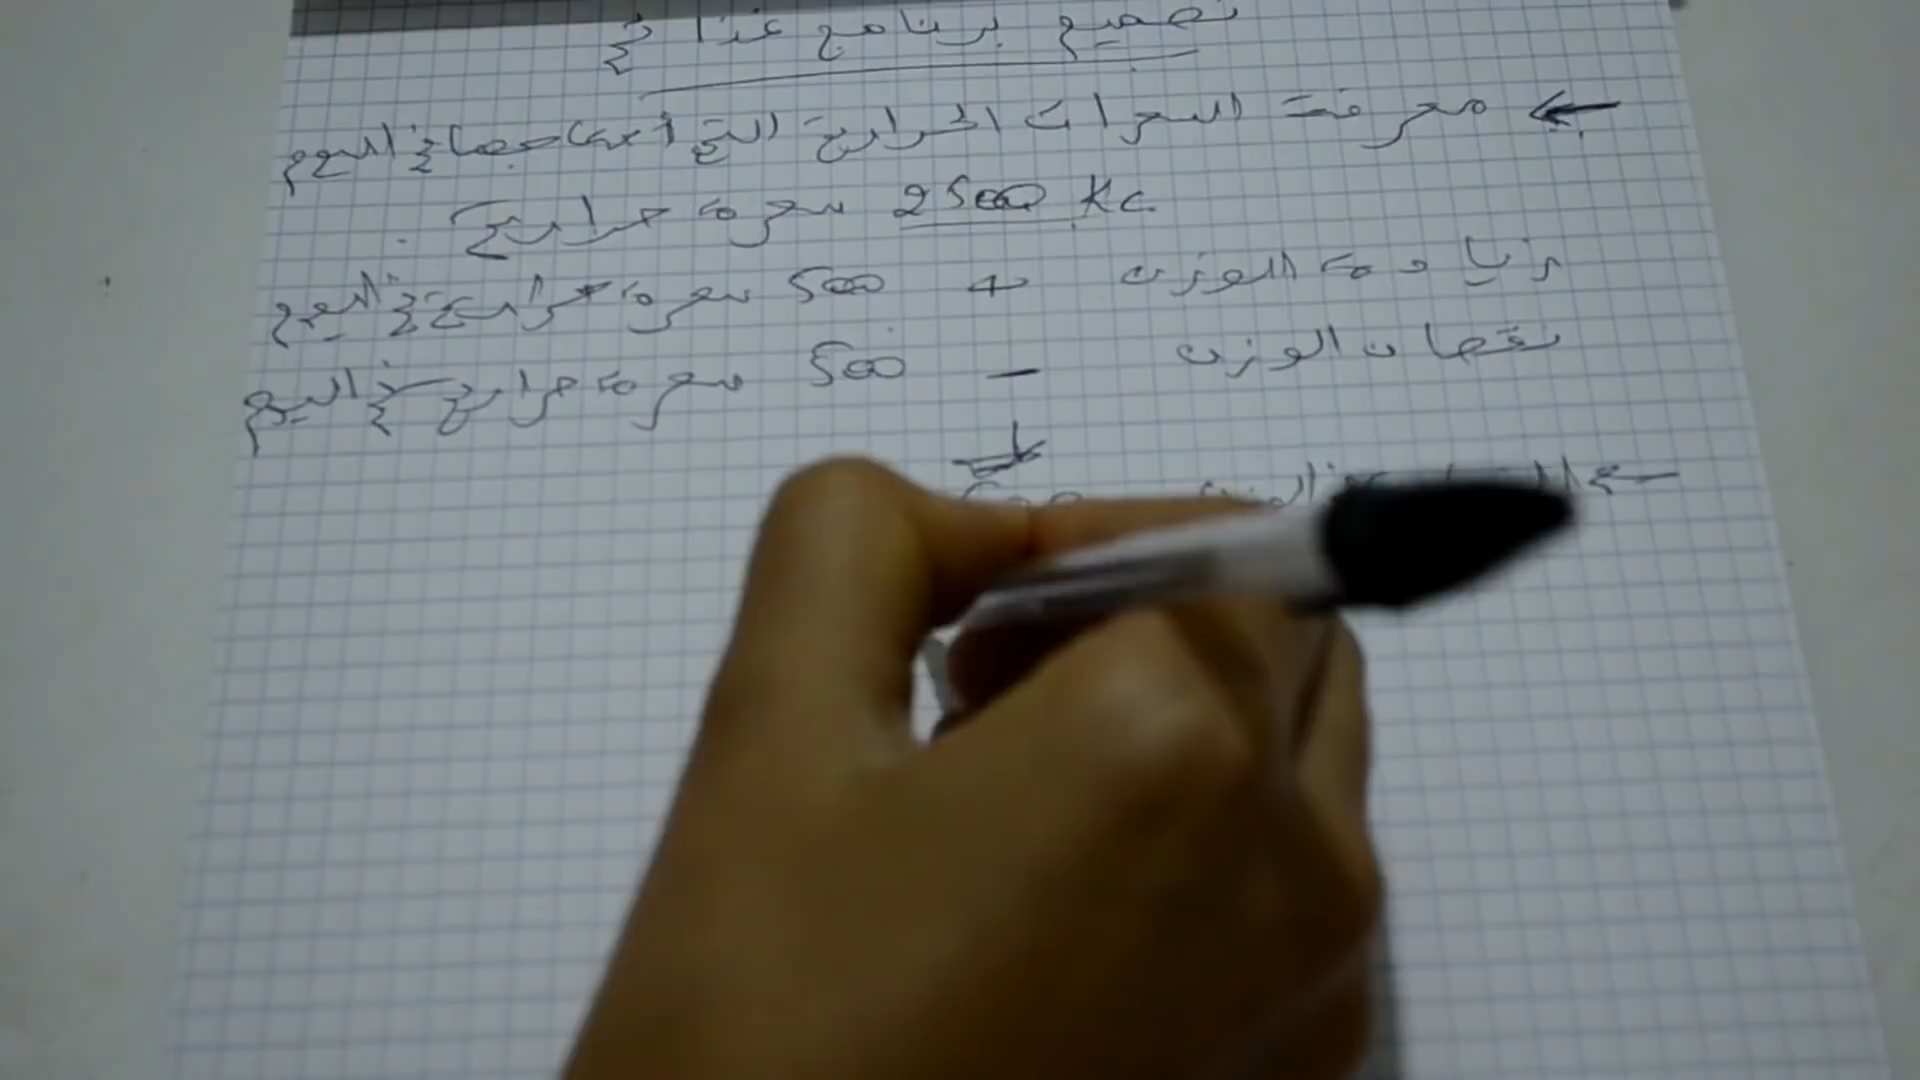 تصميم برنامج غذائي
← معرفة السعرات الحرارية التي أحتاجها في اليوم
2500 Kc سعرة حرارية
زيادة الوزن + 500 سعرة حرارية في اليوم
نقصان الوزن − 500 سعرة حرارية في اليوم
←